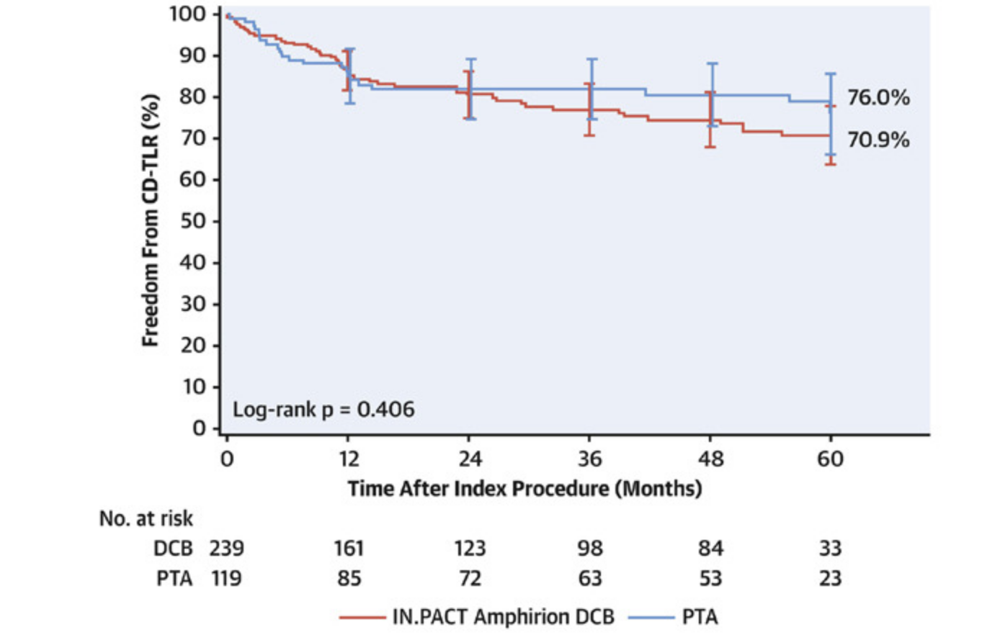 Freedom From CD-TLR (%)
100
90
80
70
60
50
40
30
20
10
0
76.0%
70.9%
Log-rank p = 0.406
0 12 24 36 48 60
Time After Index Procedure (Months)
No. at risk
DCB 239 161 123 98 84 33
PTA 119 85 72 63 53 23
IN.PACT Amphirion DCB PTA